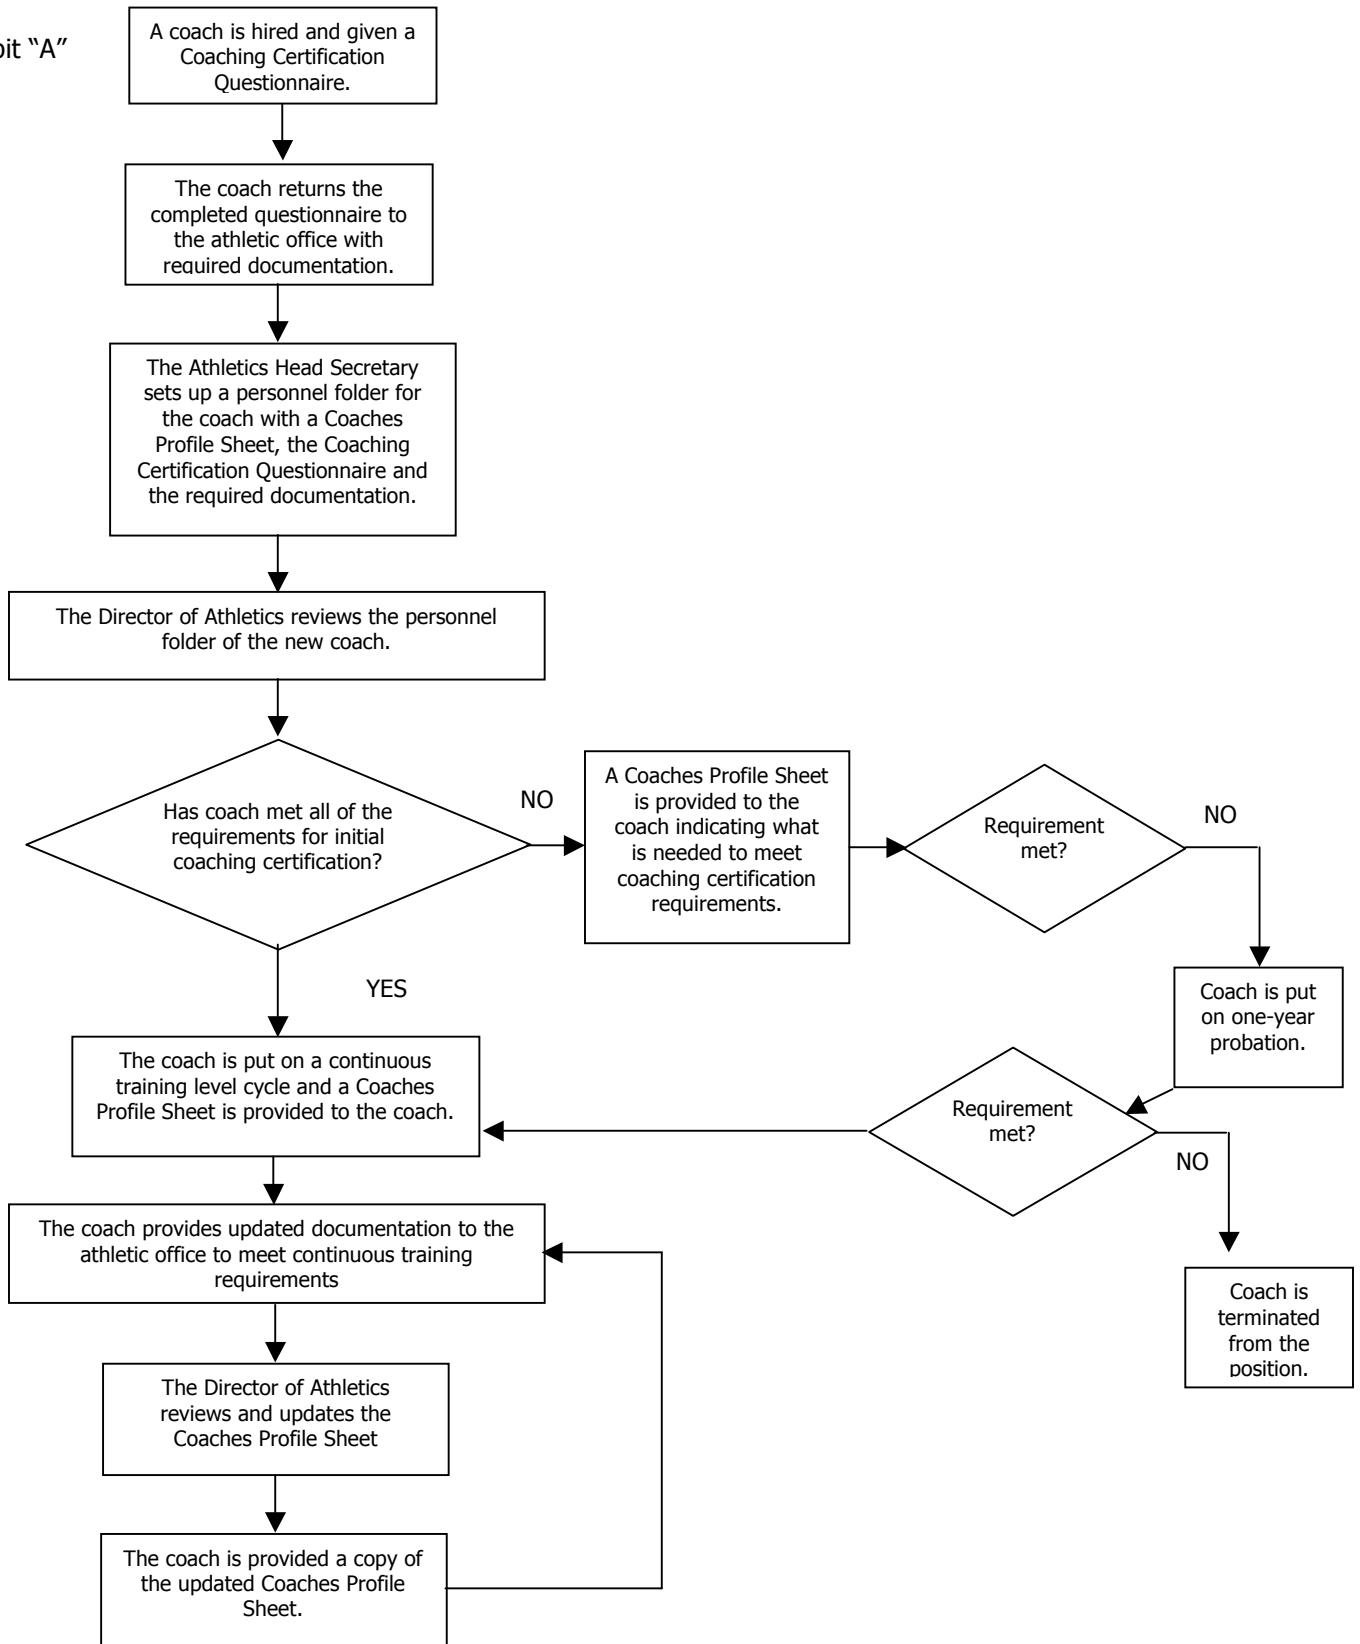 bit “A”
A coach is hired and given a
Coaching Certification
Questionnaire.
The coach returns the
completed questionnaire to
the athletic office with
required documentation.
The Athletics Head Secretary
sets up a personnel folder for
the coach with a Coaches
Profile Sheet, the Coaching
Certification Questionnaire and
the required documentation.
The Director of Athletics reviews the personnel
folder of the new coach.
Has coach met all of the
requirements for initial
coaching certification?
NO
A Coaches Profile Sheet
is provided to the
coach indicating what
is needed to meet
coaching certification
requirements.
Requirement
met?
NO
Coach is put
on one-year
probation.
YES
The coach is put on a continuous
training level cycle and a Coaches
Profile Sheet is provided to the coach.
Requirement
met?
NO
Coach is
terminated
from the
position.
The coach provides updated documentation to the
athletic office to meet continuous training
requirements
The Director of Athletics
reviews and updates the
Coaches Profile Sheet
The coach is provided a copy of
the updated Coaches Profile
Sheet.